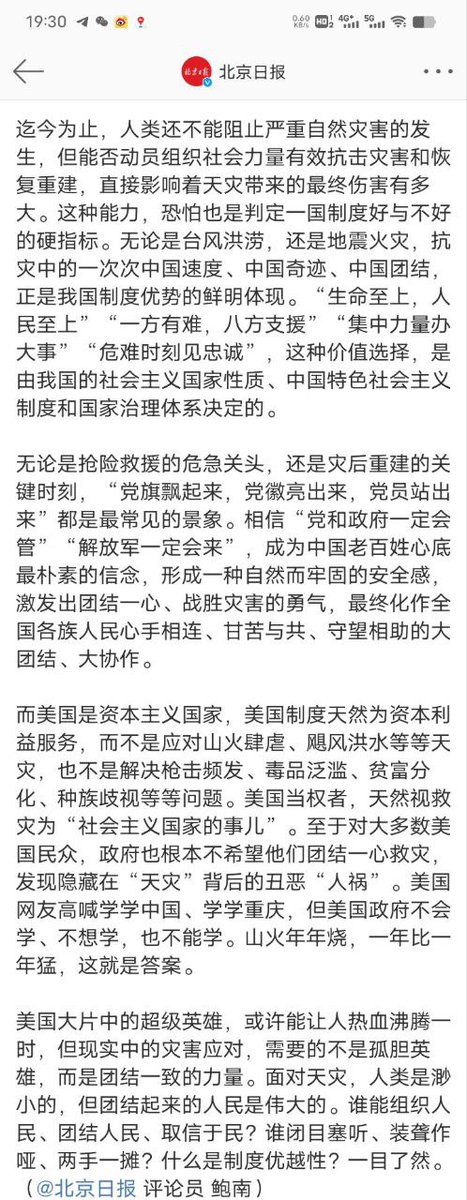 19:30
0.60
KB/s
HD
1
2
4G+
5G
北京日报
北京日报
迄今为止，人类还不能阻止严重自然灾害的发
生，但能否动员组织社会力量有效抗击灾害和恢
复重建，直接影响着天灾带来的最终伤害有多
大。这种能力，恐怕也是判定一国制度好与不好
的硬指标。无论是台风洪涝，还是地震火灾，抗
灾中的一次次中国速度、中国奇迹、中国团结，
正是我国制度优势的鲜明体现。“生命至上，人
民至上”“一方有难，八方支援”“集中力量办
大事”“危难时刻见忠诚”，这种价值选择，是
由我国的社会主义国家性质、中国特色社会主义
制度和国家治理体系决定的。
无论是抢险救援的危急关头，还是灾后重建的关
键时刻，“党旗飘起来，党徽亮出来，党员站出
来”都是最常见的景象。相信“党和政府一定会
管”“解放军一定会来”，成为中国老百姓心底
最朴素的信念，形成一种自然而牢固的安全感，
激发出团结一心、战胜灾害的勇气，最终化作全
国各族人民心手相连、甘苦与共、守望相助的大
团结、大协作。
而美国是资本主义国家，美国制度天然为资本利
益服务，而不是应对山火肆虐、飓风洪水等等天
灾，也不是解决枪击频发、毒品泛滥、贫富分
化、种族歧视等等问题。美国当权者，天然视救
灾为“社会主义国家的事儿”。至于对大多数美
国民众，政府也根本不希望他们团结一心救灾，
发现隐藏在“天灾”背后的丑恶“人祸”。美国
网友高喊学学中国、学学重庆，但美国政府不会
学、不想学，也不能学。山火年年烧，一年比一
年猛，这就是答案。
美国大片中的超级英雄，或许能让人热血沸腾一
时，但现实中的灾害应对，需要的不是孤胆英
雄，而是团结一致的力量。面对天灾，人类是渺
小的，但团结起来的人民是伟大的。谁能组织人
民、团结人民、取信于民？谁闭目塞听、装聋作
哑、两手一摊？什么是制度优越性？一目了然。
（@北京日报 评论员 鲍南）